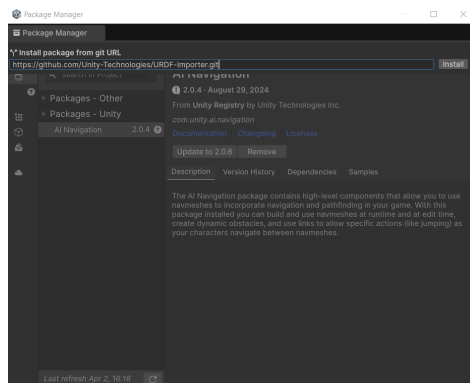 Package Manager
Package Manager
Install package from git URL
https://github.com/Unity-Technologies/URDF-Importer.git
Install
Search in Project
AI Navigation
2.0.4 · August 29, 2024
From Unity Registry by Unity Technologies Inc.
com.unity.ai.navigation
Documentation Changelog Licenses
Update to 2.0.6 Remove
Packages - Other
Packages - Unity
AI Navigation 2.0.4
Description Version History Dependencies Samples
The AI Navigation package contains high-level components that allow you to use
navmeshes to incorporate navigation and pathfinding in your game. With this
package installed you can build and use navmeshes at runtime and at edit time,
create dynamic obstacles, and use links to allow specific actions (like jumping) as
your characters navigate between navmeshes.
Last refresh Apr 2, 16:16